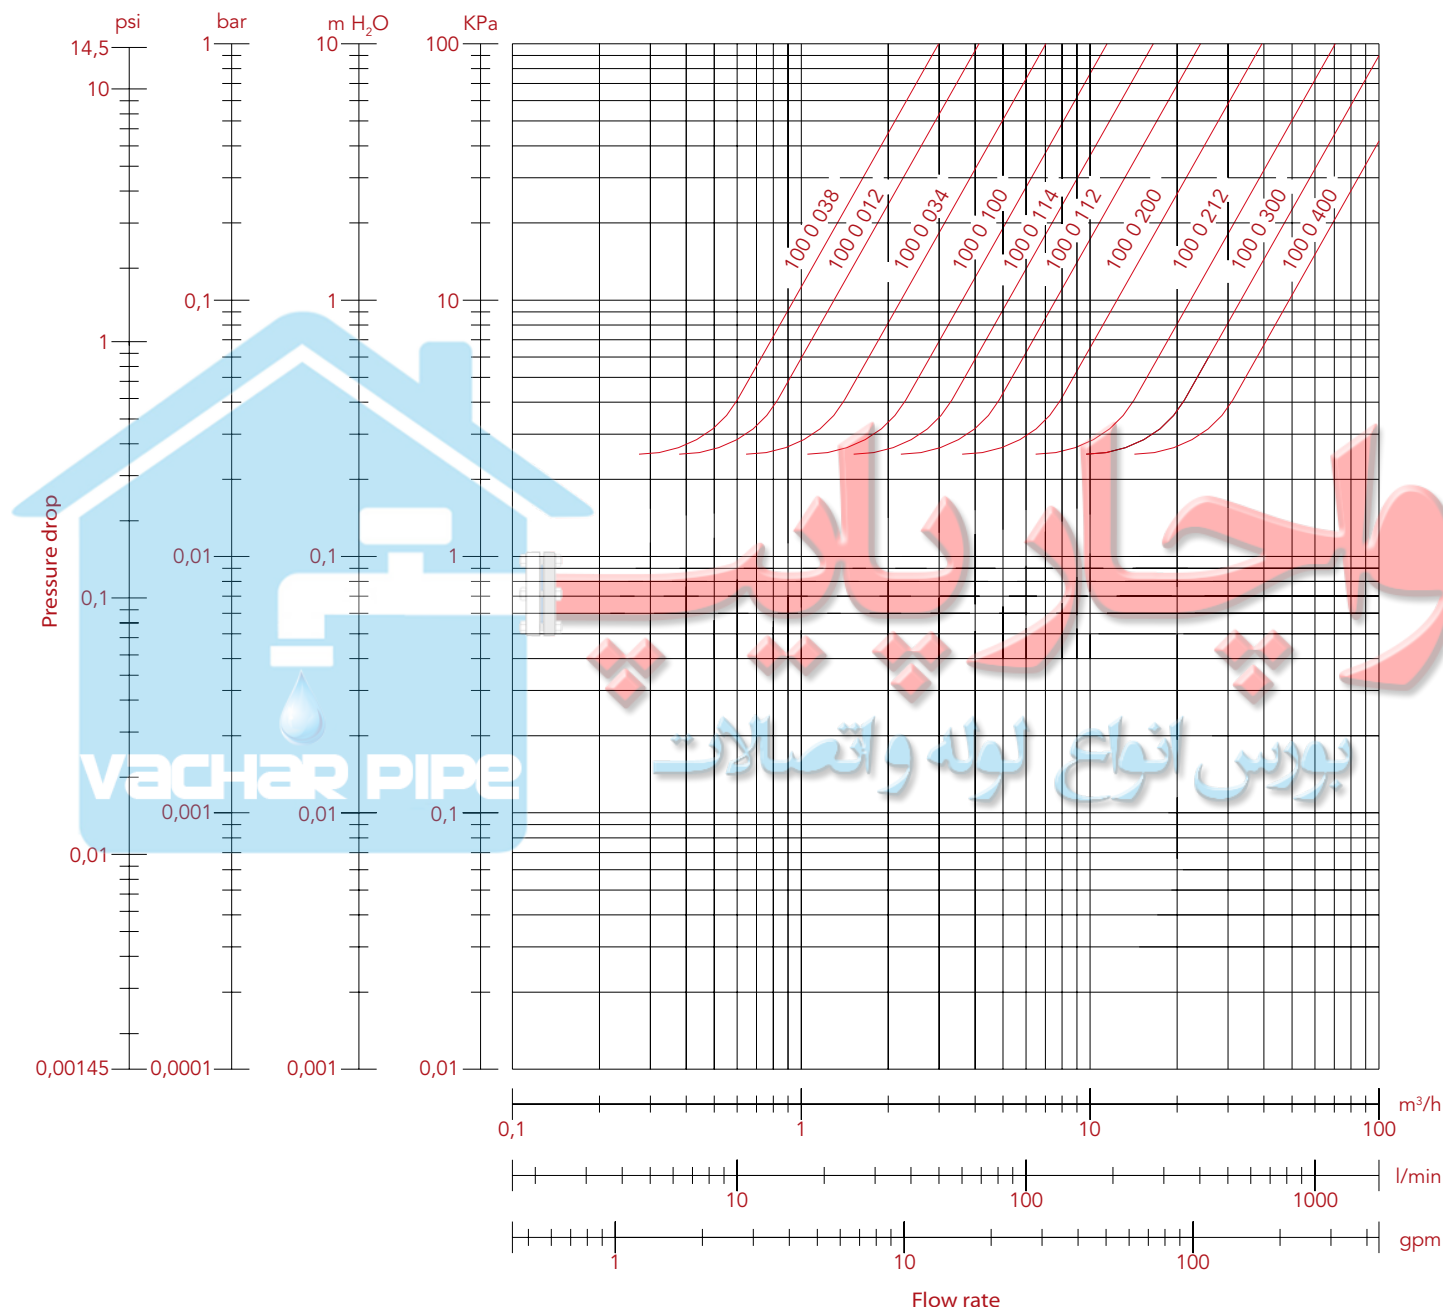 psi bar m H₂O KPa
14,5 1 10 100
10
100 0 038 100 0 012 100 0 034 100 0 100 100 0 114 100 0 112 100 0 200 100 0 212 100 0 300 100 0 400
0,1 1 10
1
Pressure drop
واچار پایپ
0,01 0,1 1
0,1
بورس انواع لوله و اتصالات
VACHAR PIPE
0,001 0,01 0,1
0,01
0,00145 0,0001 0,001 0,01
m³/h
0,1 1 10 100
l/min
10 100 1000
gpm
1 10 100
Flow rate